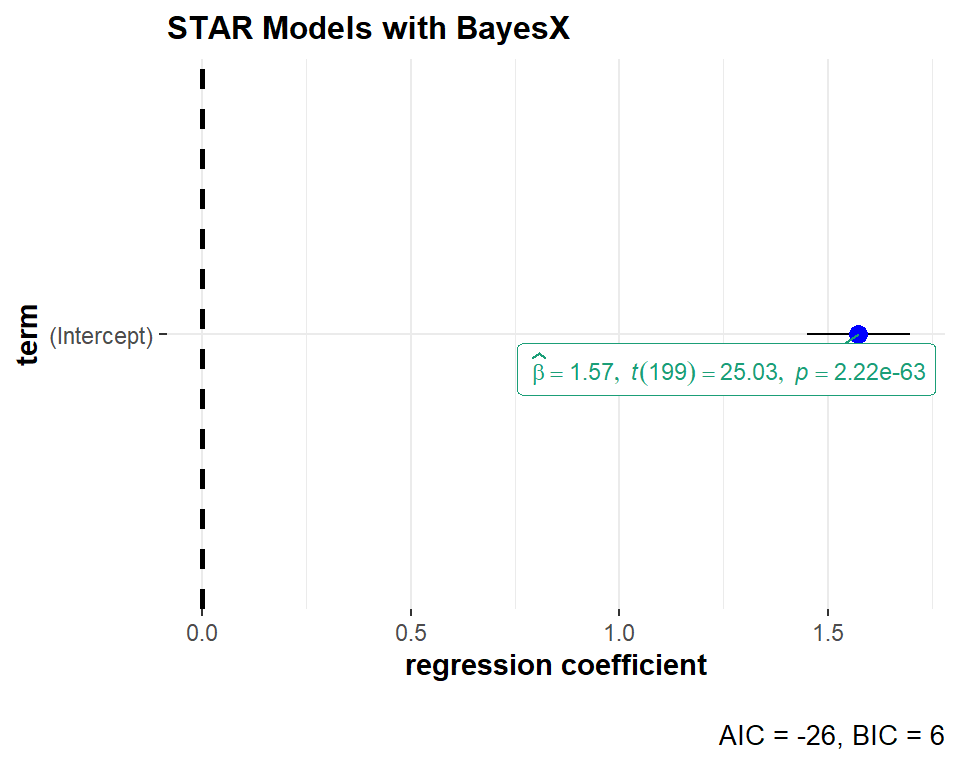 STAR Models with BayesX
term
(Intercept)
β̂ = 1.57, t(199) = 25.03, p = 2.22e-63
0.0 0.5 1.0 1.5
regression coefficient
AIC = -26, BIC = 6